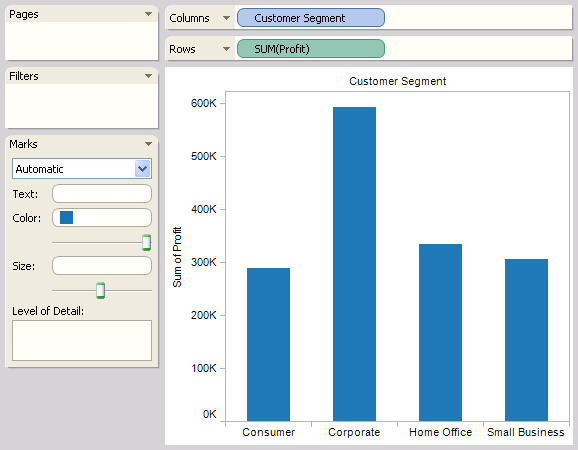 Pages
Filters
Marks
Automatic
Text:
Color:
Size:
Level of Detail:
Columns
Customer Segment
Rows
SUM(Profit)
Customer Segment
Sum of Profit
600K
500K
400K
300K
200K
100K
0K
Consumer Corporate Home Office Small Business